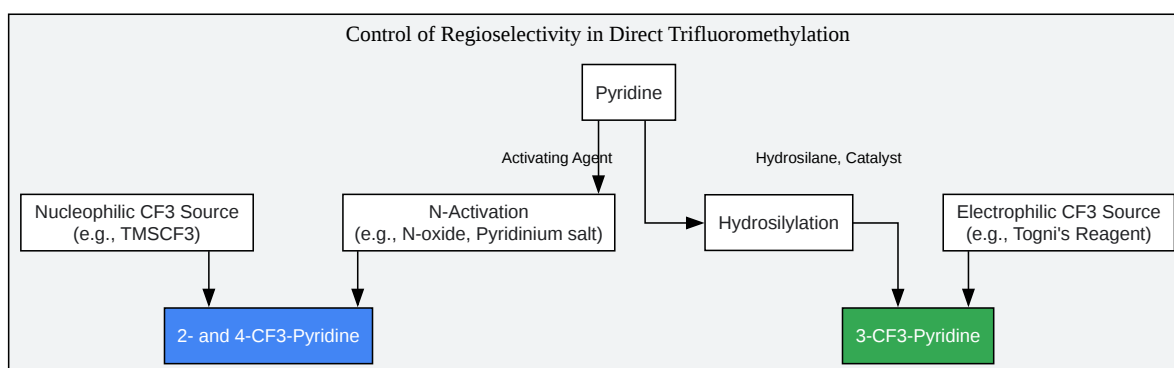 Control of Regioselectivity in Direct Trifluoromethylation
Pyridine
Activating Agent
Hydrosilane, Catalyst
Nucleophilic CF3 Source
(e.g., TMSCF3)
N-Activation
(e.g., N-oxide, Pyridinium salt)
Hydrosilylation
Electrophilic CF3 Source
(e.g., Togni's Reagent)
2- and 4-CF3-Pyridine
3-CF3-Pyridine